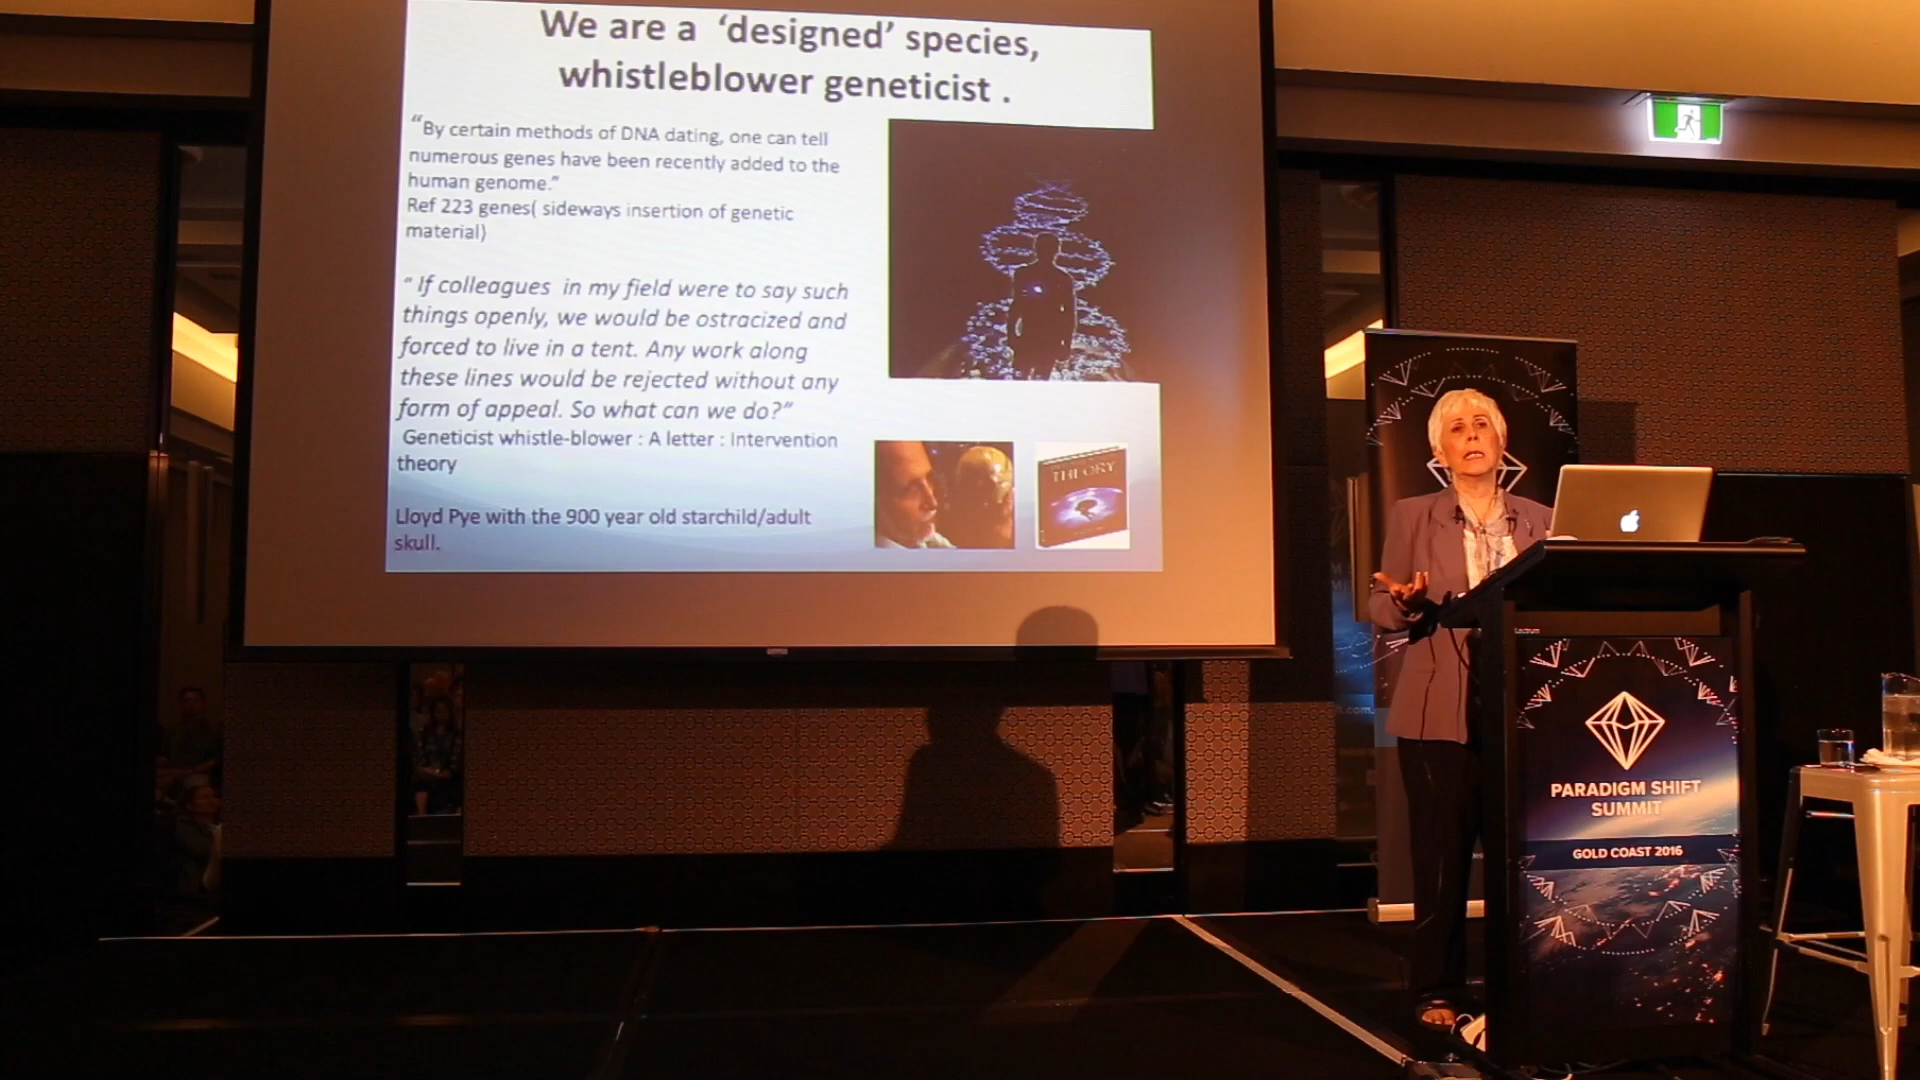 We are a ‘designed’ species,
whistleblower geneticist .
“By certain methods of DNA dating, one can tell
numerous genes have been recently added to the
human genome.”
Ref 223 genes( sideways insertion of genetic
material)
“ If colleagues in my field were to say such
things openly, we would be ostracized and
forced to live in a tent. Any work along
these lines would be rejected without any
form of appeal. So what can we do?”
Geneticist whistle-blower : A letter : Intervention
theory
Lloyd Pye with the 900 year old starchild/adult
skull.
THEORY
PARADIGM SHIFT
SUMMIT
GOLD COAST 2016